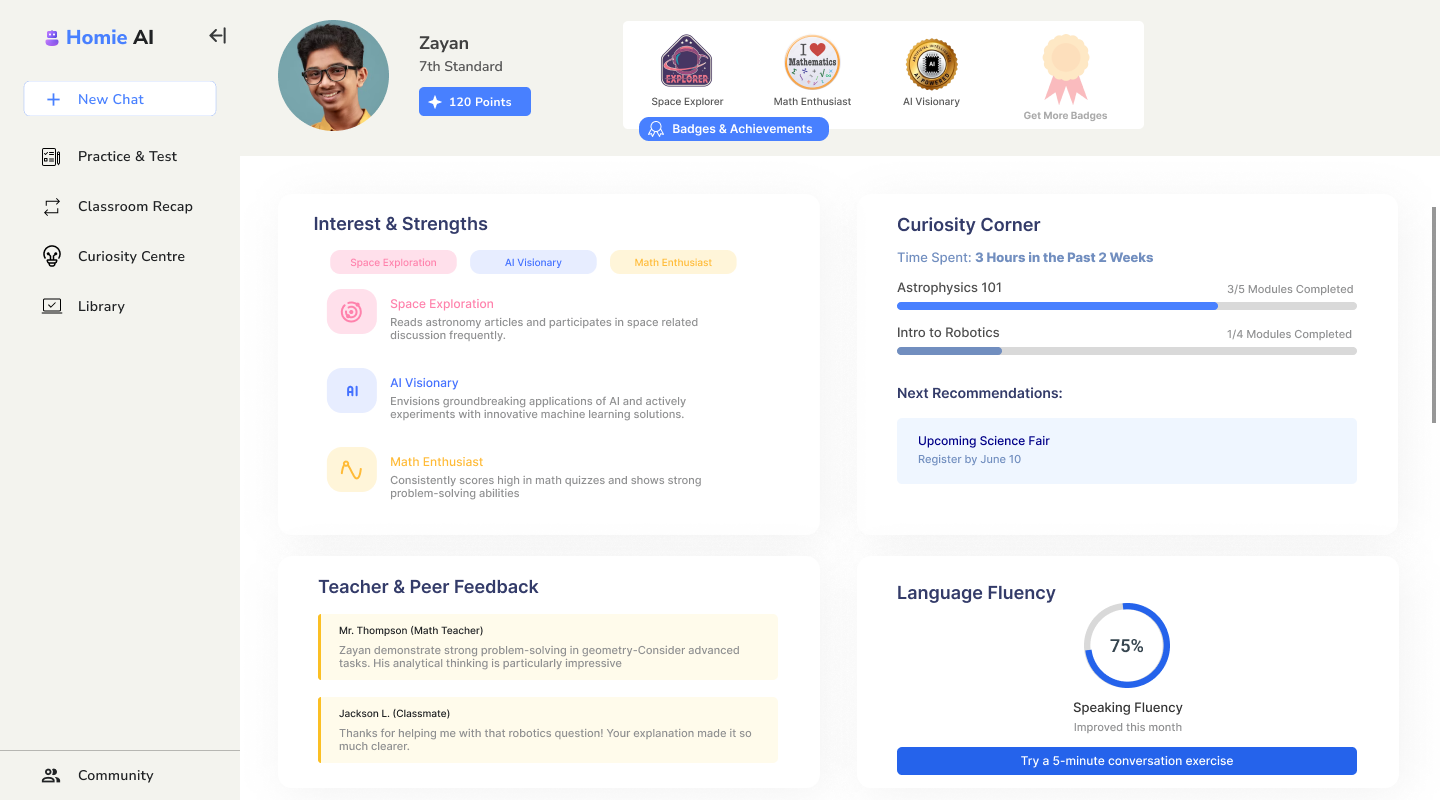 Homie AI
New Chat
Practice & Test
Classroom Recap
Curiosity Centre
Library
Community
Zayan
7th Standard
120 Points
EXPLORER
Space Explorer
I
Mathematics
Math Enthusiast
ARTIFICIAL INTELLIGENCE
AI
AI POWERED
AI Visionary
Get More Badges
Badges & Achievements
Interest & Strengths
Space Exploration
AI Visionary
Math Enthusiast
Space Exploration
Reads astronomy articles and participates in space related
discussion frequently.
AI
AI Visionary
Envisions groundbreaking applications of AI and actively
experiments with innovative machine learning solutions.
Math Enthusiast
Consistently scores high in math quizzes and shows strong
problem-solving abilities
Curiosity Corner
Time Spent: 3 Hours in the Past 2 Weeks
Astrophysics 101
3/5 Modules Completed
Intro to Robotics
1/4 Modules Completed
Next Recommendations:
Upcoming Science Fair
Register by June 10
Teacher & Peer Feedback
Mr. Thompson (Math Teacher)
Zayan demonstrate strong problem-solving in geometry-Consider advanced
tasks. His analytical thinking is particularly impressive
Jackson L. (Classmate)
Thanks for helping me with that robotics question! Your explanation made it so
much clearer.
Language Fluency
75%
Speaking Fluency
Improved this month
Try a 5-minute conversation exercise